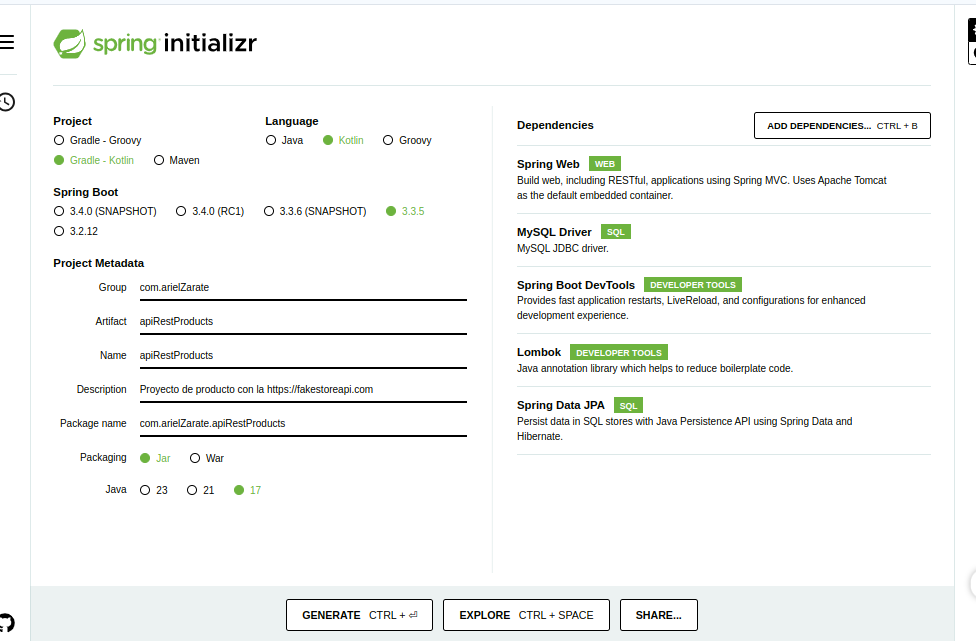 spring initializr
Project
Gradle - Groovy
Gradle - Kotlin Maven
Language
Java Kotlin Groovy
Spring Boot
3.4.0 (SNAPSHOT) 3.4.0 (RC1) 3.3.6 (SNAPSHOT) 3.3.5
3.2.12
Project Metadata
Group com.arielZarate
Artifact apiRestProducts
Name apiRestProducts
Description Proyecto de producto con la https://fakestoreapi.com
Package name com.arielZarate.apiRestProducts
Packaging Jar War
Java 23 21 17
Dependencies ADD DEPENDENCIES... CTRL + B
Spring Web WEB
Build web, including RESTful, applications using Spring MVC. Uses Apache Tomcat
as the default embedded container.
MySQL Driver SQL
MySQL JDBC driver.
Spring Boot DevTools DEVELOPER TOOLS
Provides fast application restarts, LiveReload, and configurations for enhanced
development experience.
Lombok DEVELOPER TOOLS
Java annotation library which helps to reduce boilerplate code.
Spring Data JPA SQL
Persist data in SQL stores with Java Persistence API using Spring Data and
Hibernate.
GENERATE CTRL + ⏎ EXPLORE CTRL + SPACE SHARE...